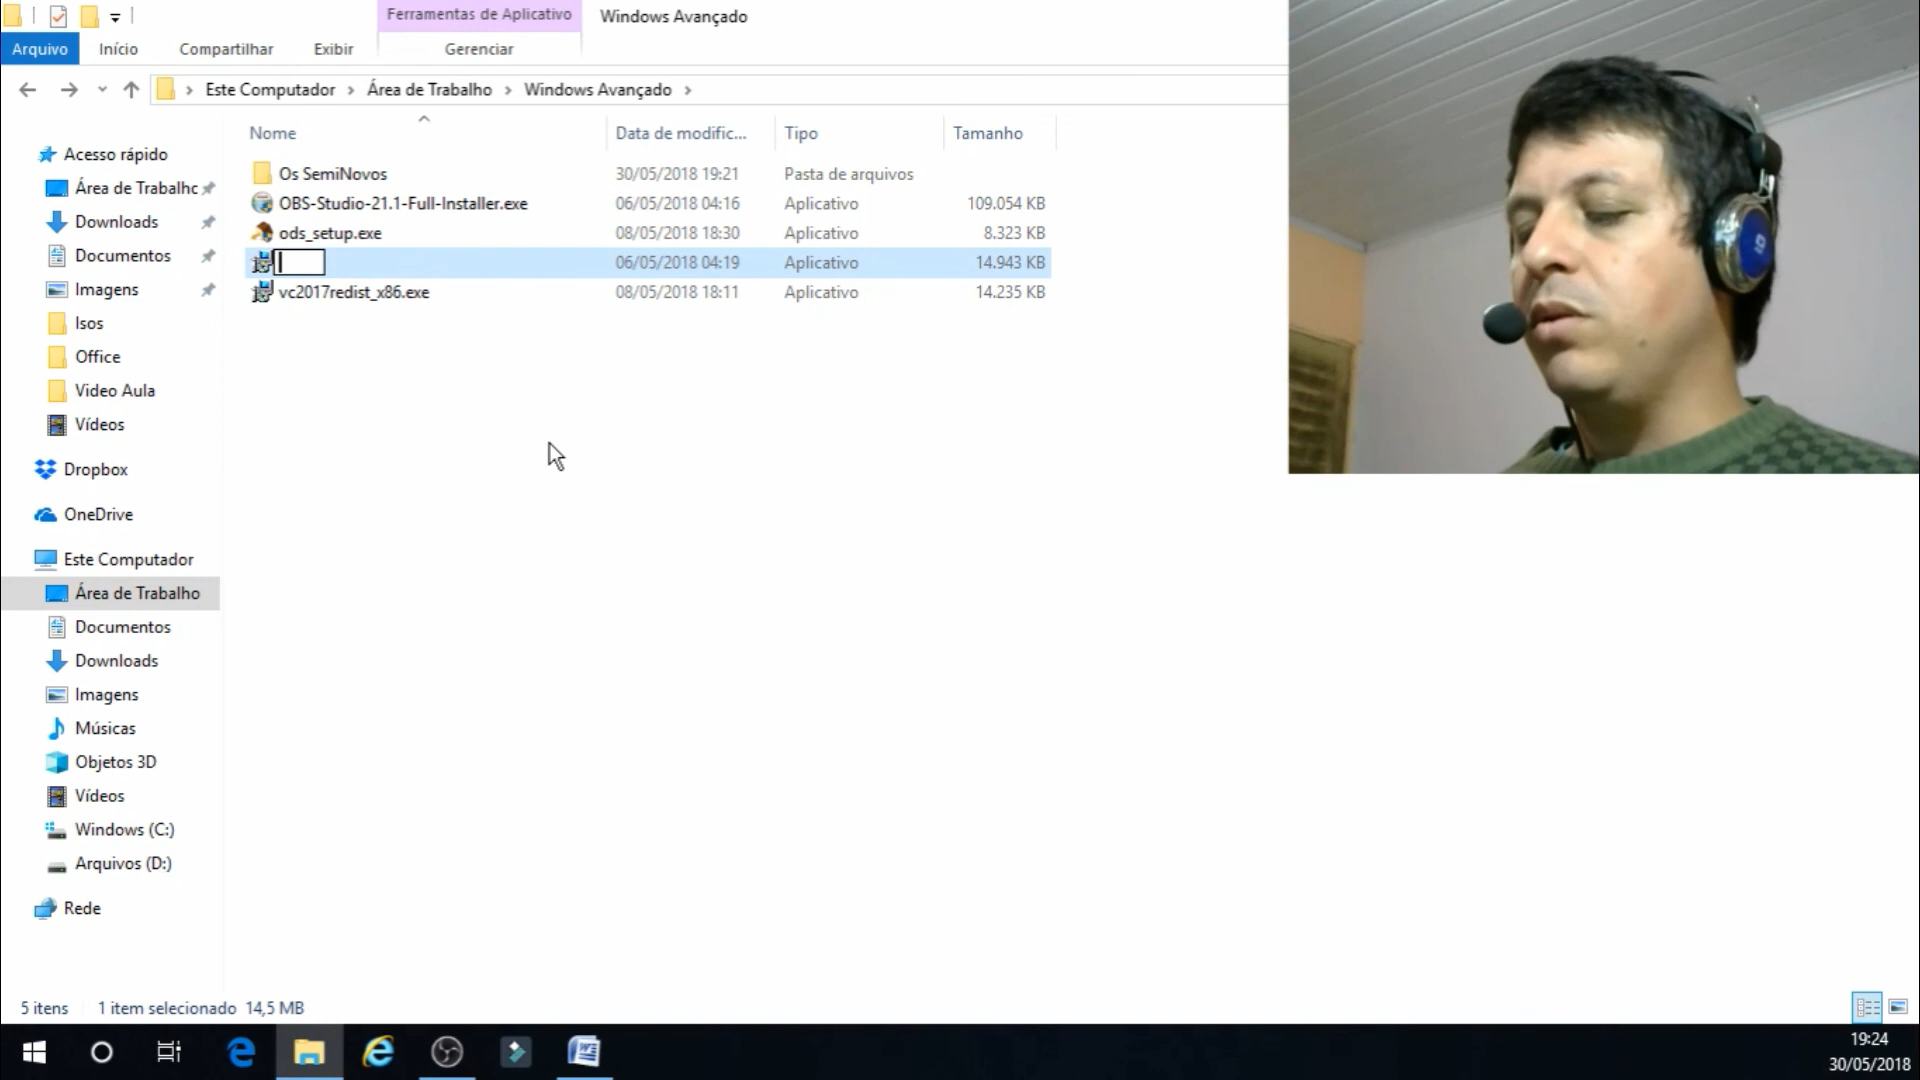 Ferramentas de Aplicativo
Windows Avançado
Arquivo
Início
Compartilhar
Exibir
Gerenciar
Este Computador
Área de Trabalho
Windows Avançado
Nome
Data de modific...
Tipo
Tamanho
Os SemiNovos 30/05/2018 19:21 Pasta de arquivos
OBS-Studio-21.1-Full-Installer.exe 06/05/2018 04:16 Aplicativo 109.054 KB
ods_setup.exe 08/05/2018 18:30 Aplicativo 8.323 KB
06/05/2018 04:19 Aplicativo 14.943 KB
vc2017redist_x86.exe 08/05/2018 18:11 Aplicativo 14.235 KB
Acesso rápido
Área de Trabalhc
Downloads
Documentos
Imagens
Isos
Office
Video Aula
Vídeos
Dropbox
OneDrive
Este Computador
Área de Trabalho
Documentos
Downloads
Imagens
Músicas
Objetos 3D
Vídeos
Windows (C:)
Arquivos (D:)
Rede
5 itens
1 item selecionado 14,5 MB
19:24
30/05/2018